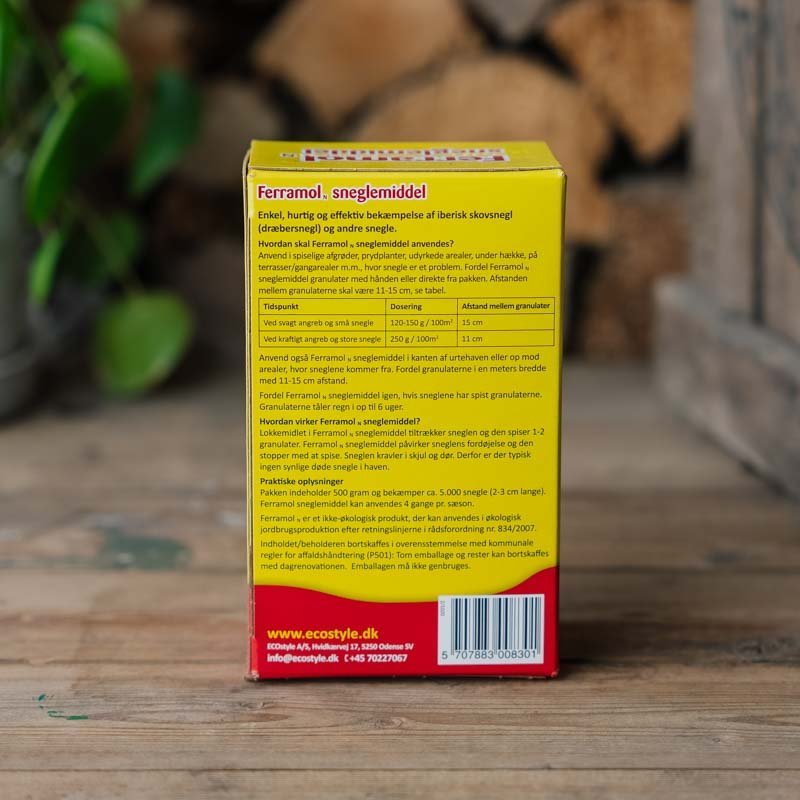 Ferramol
sneglemiddel
Ferramol N sneglemiddel
Enkel, hurtig og effektiv bekæmpelse af iberisk skovsnegl
(dræbersnegl) og andre snegle.
Hvordan skal Ferramol N sneglemiddel anvendes?
Anvend i spiselige afgrøder, prydplanter, udyrkede arealer, under hække, på
terrasser/gangarealer m.m., hvor snegle er et problem. Fordel Ferramol N
sneglemiddel granulater med hånden eller direkte fra pakken. Afstanden
mellem granulaterne skal være 11-15 cm, se tabel.
Tidspunkt Dosering Afstand mellem granulater
Ved svagt angreb og små snegle 120-150 g / 100m² 15 cm
Ved kraftigt angreb og store snegle 250 g / 100m² 11 cm
Anvend også Ferramol N sneglemiddel i kanten af urtehaven eller op mod
arealer, hvor sneglene kommer fra. Fordel granulaterne i en meters bredde
med 11-15 cm afstand.
Fordel Ferramol N sneglemiddel igen, hvis sneglene har spist granulaterne.
Granulaterne tåler regn i op til 6 uger.
Hvordan virker Ferramol N sneglemiddel?
Lokkemidlet i Ferramol N sneglemiddel tiltrækker sneglen og den spiser 1-2
granulater. Ferramol N sneglemiddel påvirker sneglens fordøjelse og den
stopper med at spise. Sneglen kravler i skjul og dør. Derfor er der typisk
ingen synlige døde snegle i haven.
Praktiske oplysninger
Pakken indeholder 500 gram og bekæmper ca. 5.000 snegle (2-3 cm lange).
Ferramol sneglemiddel kan anvendes 4 gange pr. sæson.
Ferramol N er et ikke-økologisk produkt, der kan anvendes i økologisk
jordbrugsproduktion efter retningslinjerne i rådsforordning nr. 834/2007.
Indholdet/beholderen bortskaffes i overensstemmelse med kommunale
regler for affaldshåndtering (P501): Tom emballage og rester kan bortskaffes
med dagrenovationen. Emballagen må ikke genbruges.
www.ecostyle.dk
ECOstyle A/S, Hvidkærvej 17, 5250 Odense SV
info@ecostyle.dk +45 70227067
5 707883 008301